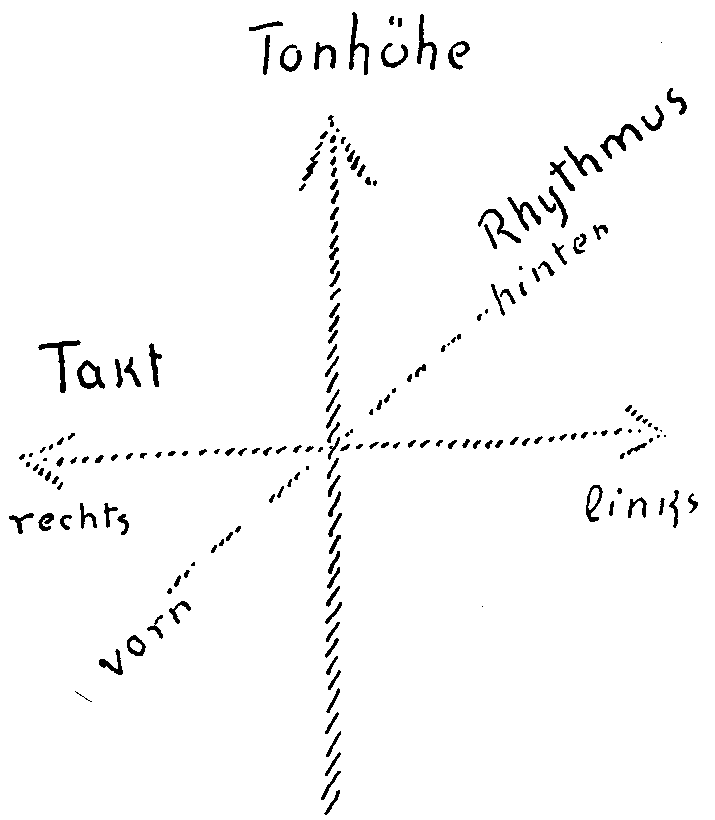 Tonhöhe
Rhythmus
hinten
Takt
rechts
links
vorn